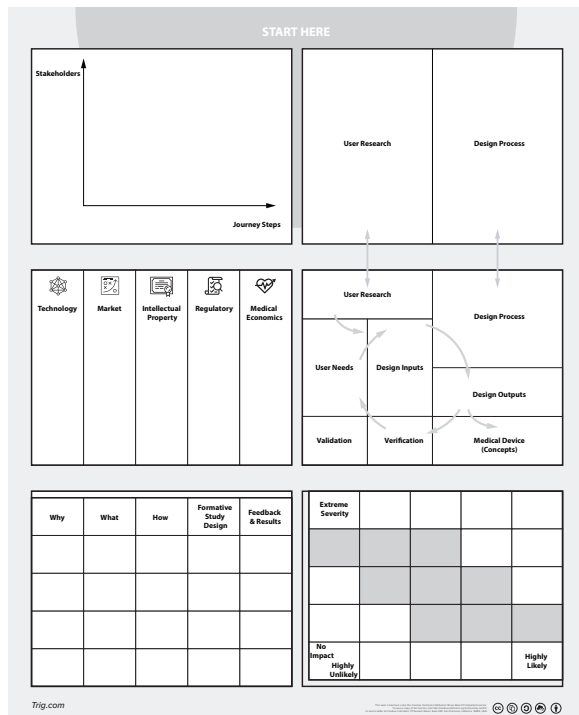 START HERE
Stakeholders
Journey Steps
User Research
Design Process
Technology
Market
Intellectual
Property
Regulatory
Medical
Economics
User Research
Design Process
User Needs
Design Inputs
Design Outputs
Validation
Verification
Medical Device
(Concepts)
Why
What
How
Formative
Study
Design
Feedback
& Results
Extreme
Severity
No
Impact
Highly
Unlikely
Highly
Likely
Trig.com